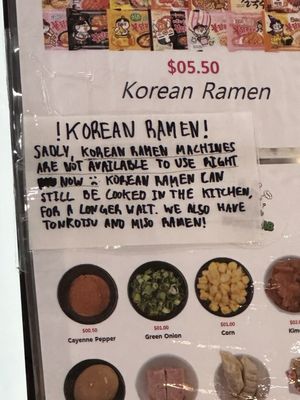 $05.50
Korean Ramen
!KOREAN RAMEN!
SADLY, KOREAN RAMEN MACHINES
ARE NOT AVAILABLE TO USE RIGHT
NOW :( KOREAN RAMEN CAN
STILL BE COOKED IN THE KITCHEN,
FOR A LONGER WAIT. WE ALSO HAVE
TONKOTSU AND MISO RAMEN!
$00.50 $01.00 $01.00
Cayenne Pepper Green Onion Corn